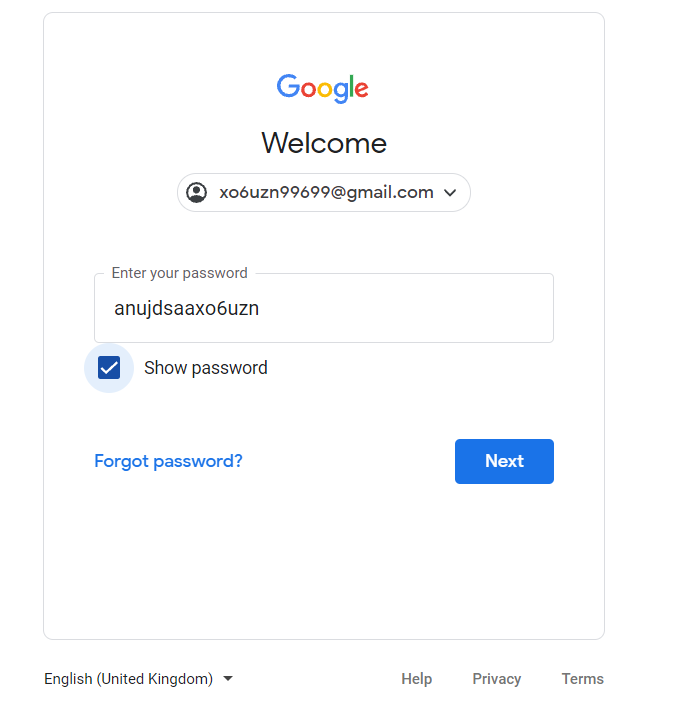 Google
Welcome
xo6uzn99699@gmail.com
Enter your password
anujdsaaxo6uzn
Show password
Forgot password?
Next
English (United Kingdom)
Help
Privacy
Terms